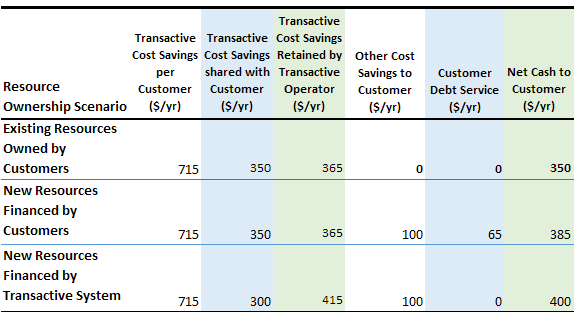 Resource
Ownership Scenario
Transactive
Cost Savings
per
Customer
($/yr)
Transactive
Cost Savings
shared with
Customer
($/yr)
Transactive
Cost Savings
Retained by
Transactive
Operator
($/yr)
Other Cost
Savings to
Customer
($/yr)
Customer
Debt Service
($/yr)
Net Cash to
Customer
($/yr)
Existing Resources
Owned by
Customers 715 350 365 0 0 350
New Resources
Financed by
Customers 715 350 365 100 65 385
New Resources
Financed by
Transactive System 715 300 415 100 0 400